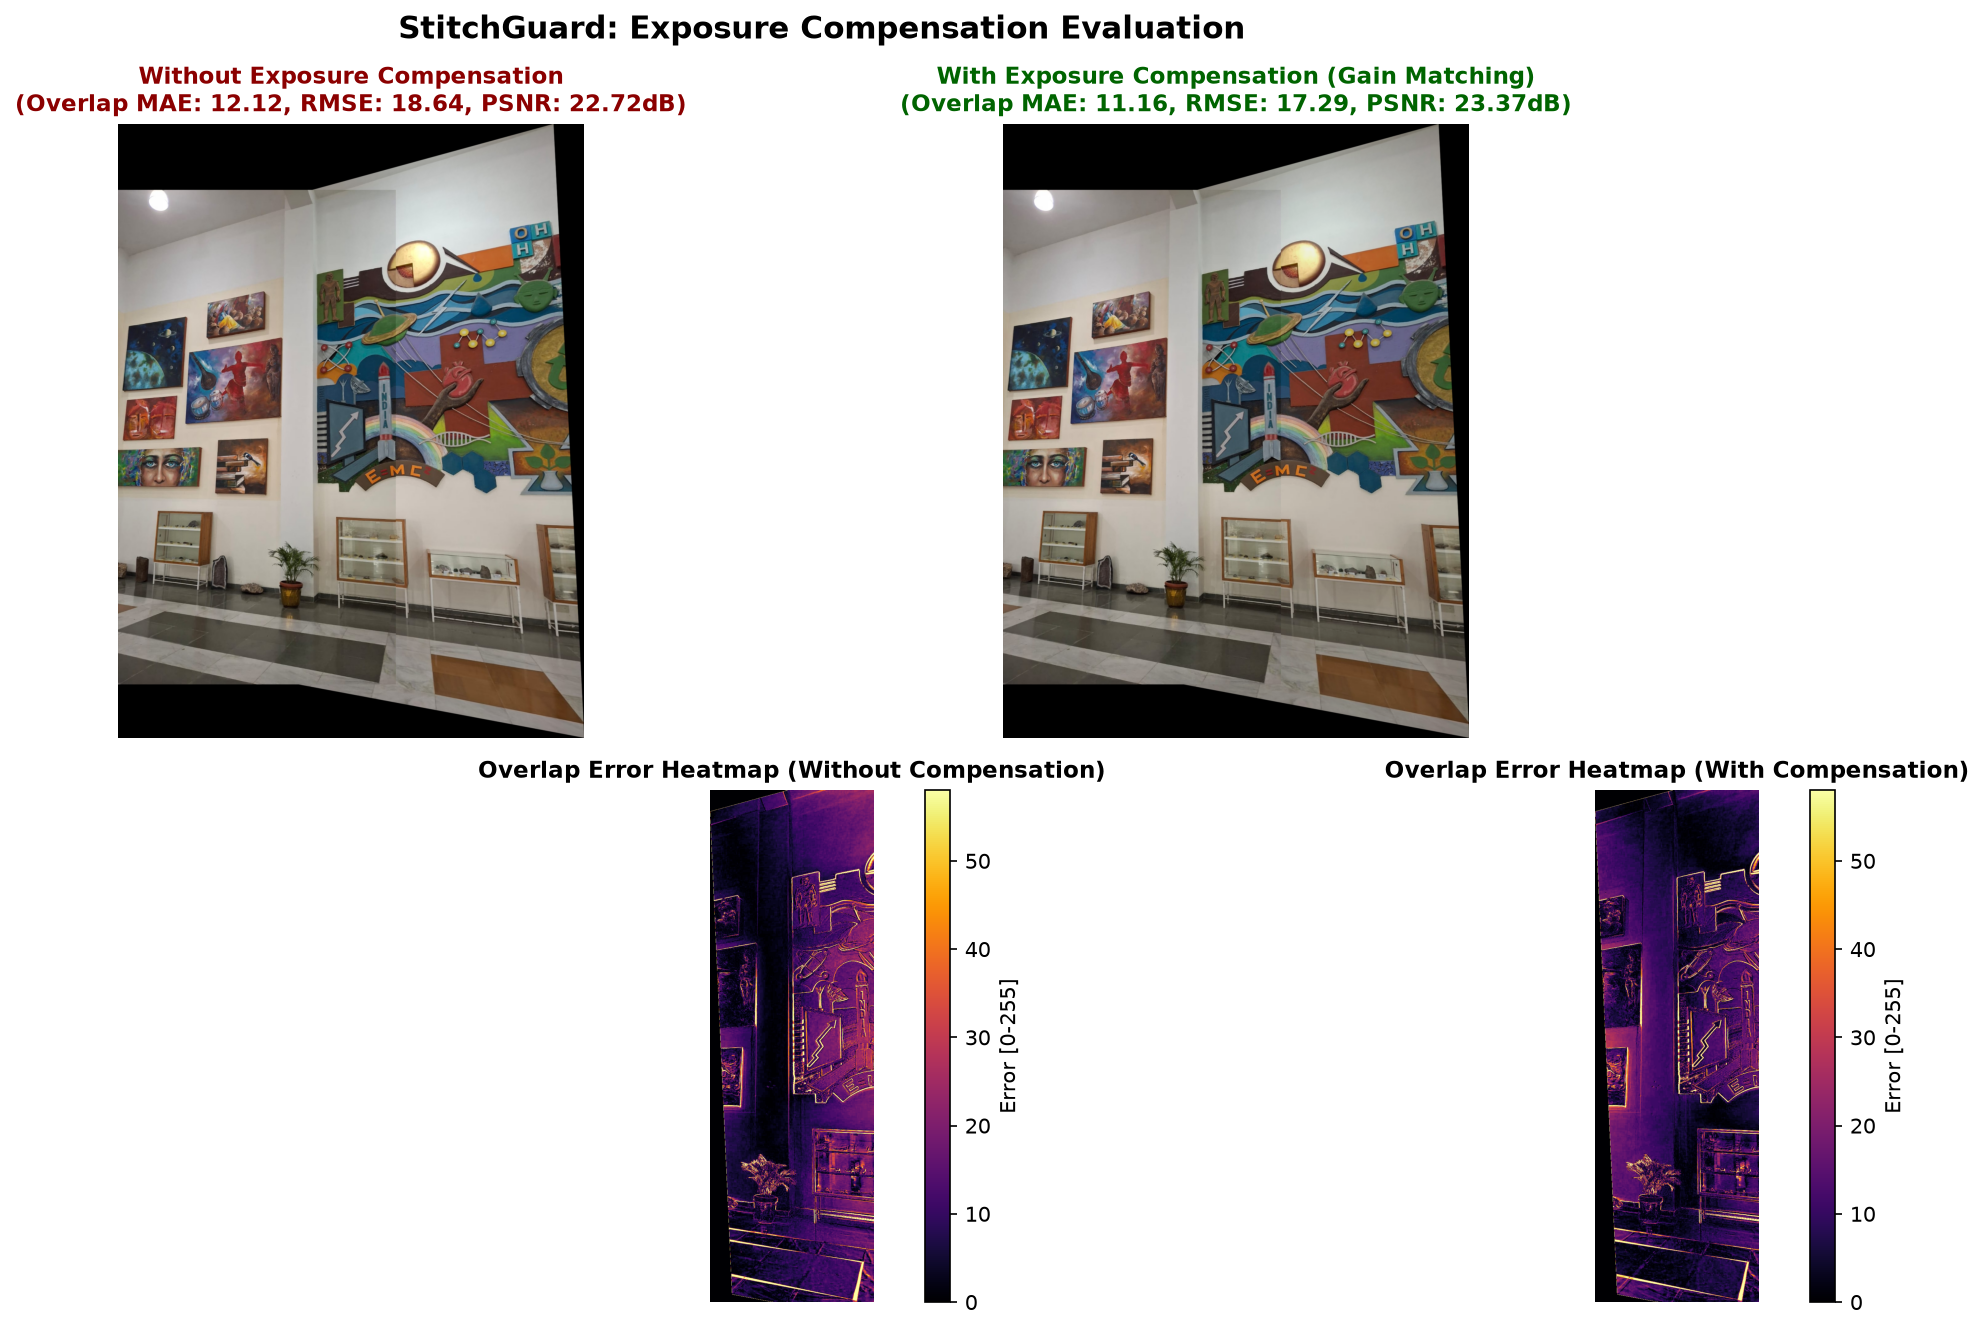 StitchGuard: Exposure Compensation Evaluation
Without Exposure Compensation
(Overlap MAE: 12.12, RMSE: 18.64, PSNR: 22.72dB)
With Exposure Compensation (Gain Matching)
(Overlap MAE: 11.16, RMSE: 17.29, PSNR: 23.37dB)
O H
H
INDIA
E=MC
O H
H
INDIA
E=MC
Overlap Error Heatmap (Without Compensation)
50
40
30
20
10
0
Error [0-255]
Overlap Error Heatmap (With Compensation)
50
40
30
20
10
0
Error [0-255]